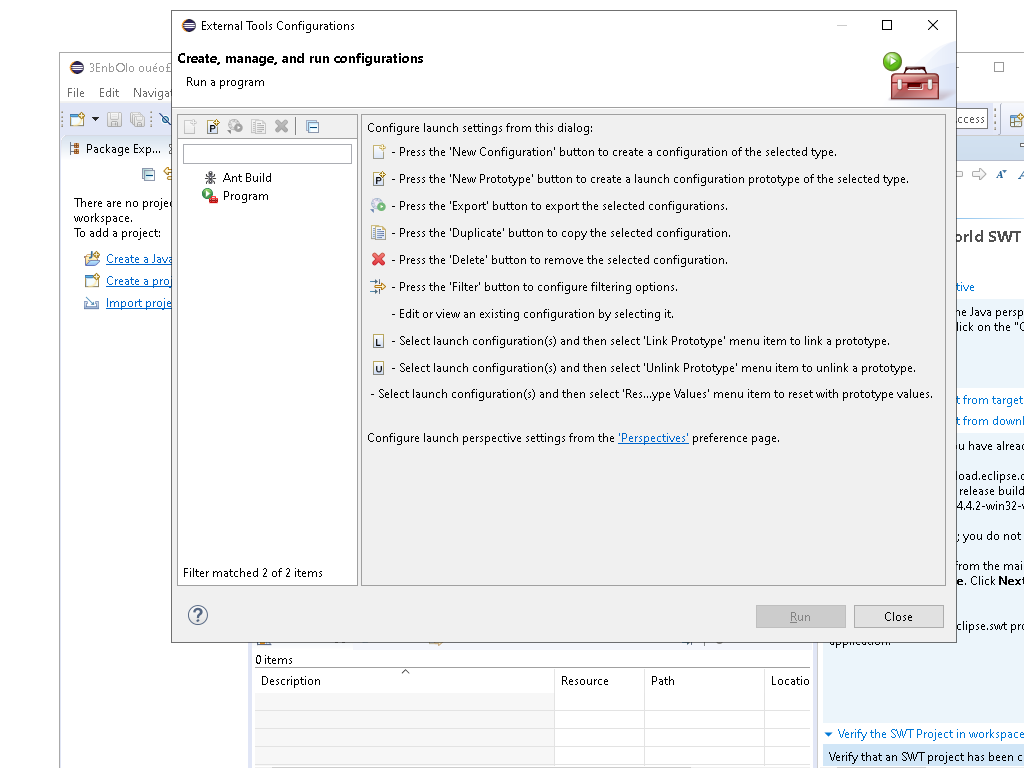 External Tools Configurations
Create, manage, and run configurations
Run a program
File Edit Navigat
Package Exp...
There are no proje
workspace.
To add a project:
Create a Java
Create a proj
Import proje
Ant Build
Program
Filter matched 2 of 2 items
Configure launch settings from this dialog:
- Press the 'New Configuration' button to create a configuration of the selected type.
- Press the 'New Prototype' button to create a launch configuration prototype of the selected type.
- Press the 'Export' button to export the selected configurations.
- Press the 'Duplicate' button to copy the selected configuration.
- Press the 'Delete' button to remove the selected configuration.
- Press the 'Filter' button to configure filtering options.
- Edit or view an existing configuration by selecting it.
- Select launch configuration(s) and then select 'Link Prototype' menu item to link a prototype.
- Select launch configuration(s) and then select 'Unlink Prototype' menu item to unlink a prototype.
- Select launch configuration(s) and then select 'Res...ype Values' menu item to reset with prototype values.
Configure launch perspective settings from the 'Perspectives' preference page.
Run Close
ccess
orld SWT
tive
he Java persp
lick on the "O
t from target
t from downl
u have alread
load.eclipse.o
release build
4.4.2-win32-
; you do not
from the mai
e. Click Next
clipse.swt pro
application.
0 items
Description Resource Path Locatio
Verify the SWT Project in workspace
Verify that an SWT project has been c